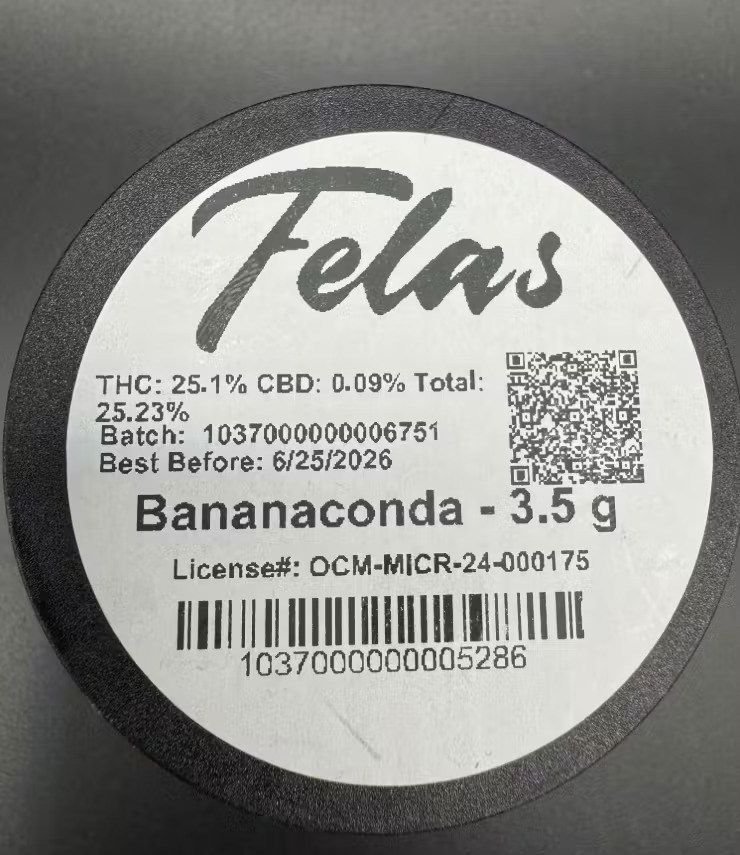 Felas
THC: 25.1% CBD: 0.09% Total:
25.23%
Batch: 1037000000006751
Best Before: 6/25/2026
Bananaconda - 3.5 g
License#: OCM-MICR-24-000175
1037000000005286